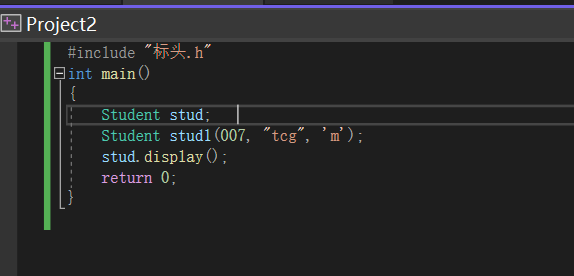 Project2
#include "标头.h"
int main()
{
Student stud;
Student stud1(007, "tcg", 'm');
stud.display();
return 0;
}